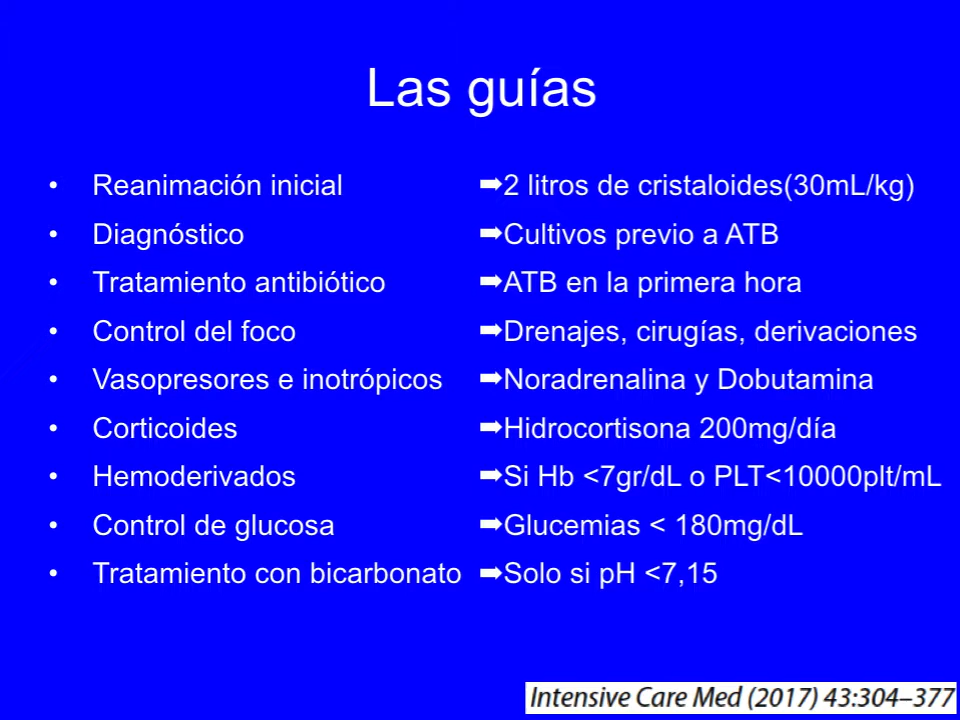 Las guías
• Reanimación inicial ➡2 litros de cristaloides(30mL/kg)
• Diagnóstico ➡Cultivos previo a ATB
• Tratamiento antibiótico ➡ATB en la primera hora
• Control del foco ➡Drenajes, cirugías, derivaciones
• Vasopresores e inotrópicos ➡Noradrenalina y Dobutamina
• Corticoides ➡Hidrocortisona 200mg/día
• Hemoderivados ➡Si Hb <7gr/dL o PLT<10000plt/mL
• Control de glucosa ➡Glucemias < 180mg/dL
• Tratamiento con bicarbonato ➡Solo si pH <7,15
Intensive Care Med (2017) 43:304–377